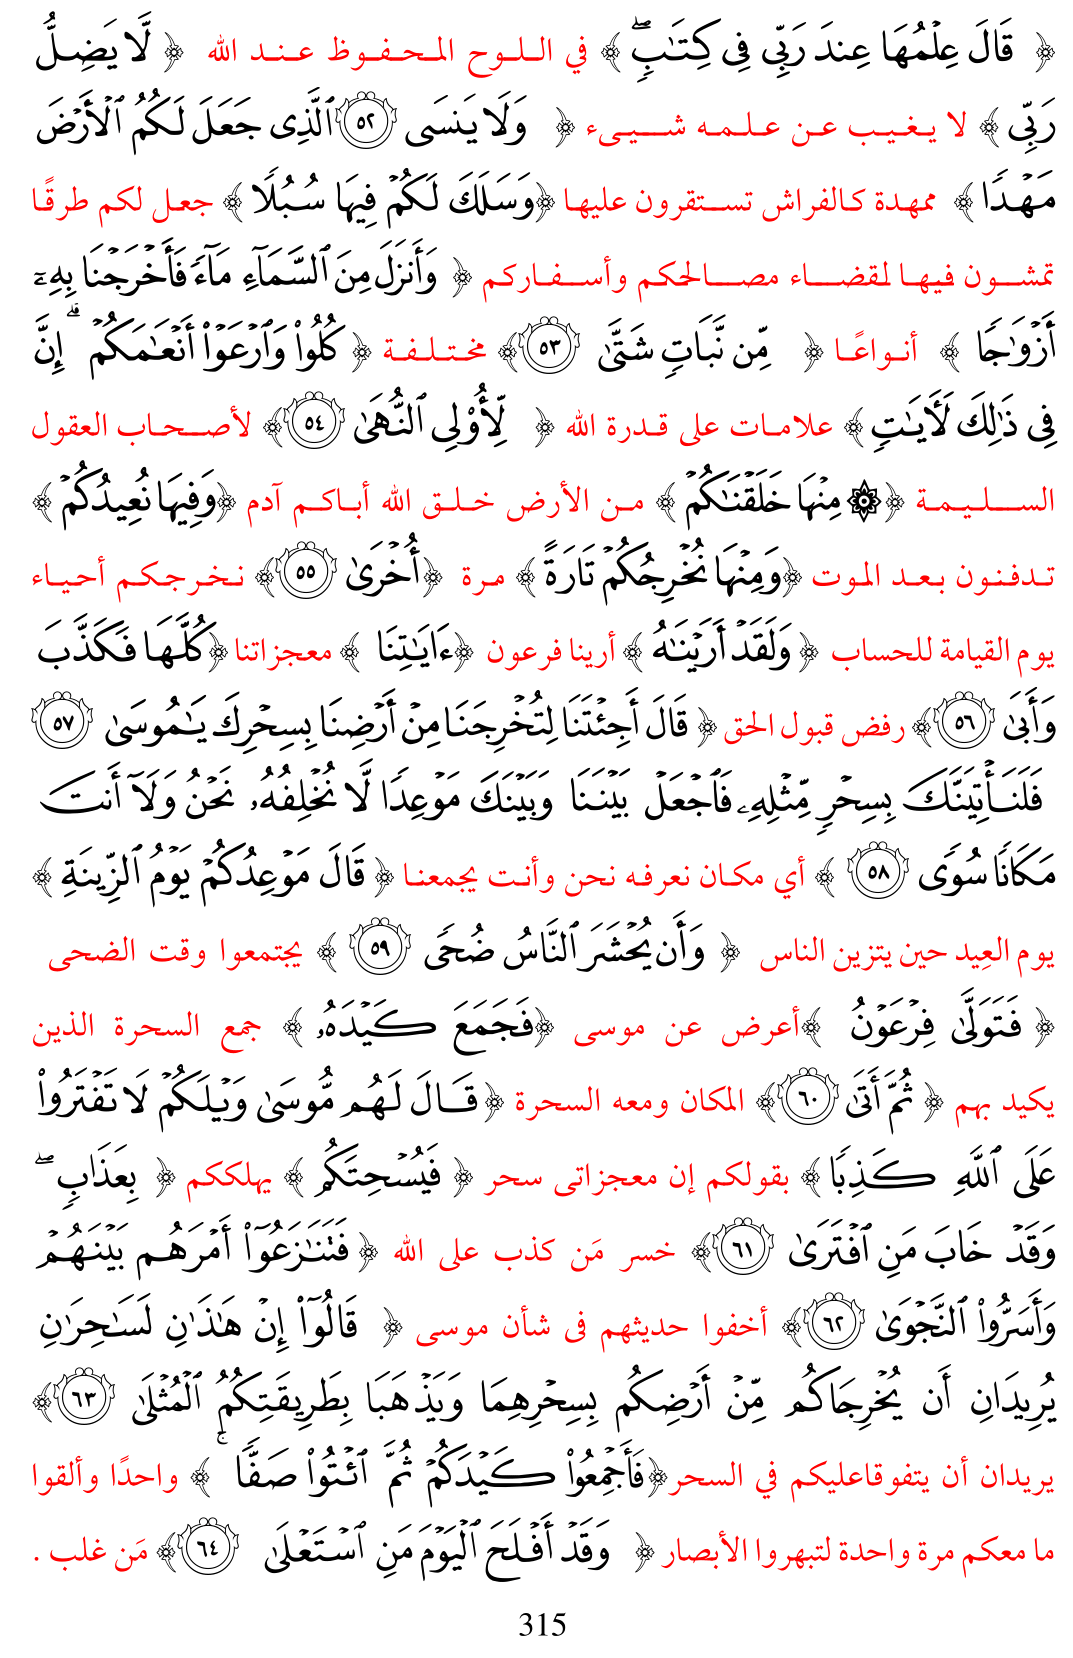 ﴿ قَالَ عِلْمُهَا عِندَ رَبِّى فِى كِتَٰبٍۢ ۖ ﴾ في اللوح المحفوظ عند الله ﴿ لَّا يَضِلُّ
رَبِّى ﴾ لا يغيب عن علمه شيىء ﴿ وَلَا يَنسَى ٥٢ ٱلَّذِى جَعَلَ لَكُمُ ٱلْأَرْضَ
مَهْدًا ﴾ ممهدة كالفراش تستقرون عليها ﴿وَسَلَكَ لَكُمْ فِيهَا سُبُلًا ﴾ جعل لكم طرقًا
تمشون فيها لقضاء مصالحكم وأسفاركم ﴿ وَأَنزَلَ مِنَ ٱلسَّمَآءِ مَآءً فَأَخْرَجْنَا بِهِۦٓ
أَزْوَٰجًا ﴾ أنواعًا ﴿ مِّن نَّبَاتٍ شَتَّىٰ ٥٣﴾ مختلفة ﴿ كُلُوا۟ وَٱرْعَوْا۟ أَنْعَٰمَكُمْ ۗ إِنَّ
فِى ذَٰلِكَ لَأَيَٰتٍ ﴾ علامات على قدرة الله ﴿ لِّأُو۟لِى ٱلنُّهَىٰ ٥٤ ﴾ لأصحاب العقول
السليمة ﴿۞ مِنْهَا خَلَقْنَٰكُمْ ﴾ من الأرض خلق الله أباكم آدم ﴿وَفِيهَا نُعِيدُكُمْ ﴾
تدفنون بعد الموت ﴿وَمِنْهَا نُخْرِجُكُمْ تَارَةً ﴾ مرة ﴿أُخْرَىٰ ٥٥ ﴾ نخرجكم أحياء
يوم القيامة للحساب ﴿ وَلَقَدْ أَرَيْنَٰهُ ﴾ أرينا فرعون ﴿ءَايَٰتِنَا ﴾ معجزاتنا ﴿كُلَّهَا فَكَذَّبَ
وَأَبَىٰ ٥٦ ﴾ رفض قبول الحق ﴿ قَالَ أَجِئْتَنَا لِتُخْرِجَنَا مِنْ أَرْضِنَا بِسِحْرِكَ يَٰمُوسَىٰ ٥٧
فَلَنَأْتِيَنَّكَ بِسِحْرٍ مِّثْلِهِۦ فَٱجْعَلْ بَيْنَنَا وَبَيْنَكَ مَوْعِدًا لَّا نُخْلِفُهُۥ نَحْنُ وَلَآ أَنتَ
مَكَانًا سُوًى ٥٨ ﴾ أي مكان نعرفه نحن وأنت يجمعنا ﴿ قَالَ مَوْعِدُكُمْ يَوْمُ ٱلزِّينَةِ ﴾
يوم العِيد حين يتزين الناس ﴿ وَأَن يُحْشَرَ ٱلنَّاسُ ضُحًى ٥٩ ﴾ يجتمعوا وقت الضحى
﴿ فَتَوَلَّىٰ فِرْعَوْنُ ﴾أعرض عن موسى ﴿فَجَمَعَ كَيْدَهُۥ ﴾ جمع السحرة الذين
يكيد بهم ﴿ ثُمَّ أَتَىٰ ٦٠ ﴾ المكان ومعه السحرة ﴿ قَالَ لَهُم مُّوسَىٰ وَيْلَكُمْ لَا تَفْتَرُوا۟
عَلَى ٱللَّهِ كَذِبًا ﴾ بقولكم إن معجزاتى سحر ﴿ فَيُسْحِتَكُم ﴾ يهلككم ﴿ بِعَذَابٍ ۖ
وَقَدْ خَابَ مَنِ ٱفْتَرَىٰ ٦١ ﴾ خسر مَن كذب على الله ﴿ فَتَنَٰزَعُوٓا۟ أَمْرَهُم بَيْنَهُمْ
وَأَسَرُّوا۟ ٱلنَّجْوَىٰ ٦٢ ﴾ أخفوا حديثهم فى شأن موسى ﴿ قَالُوٓا۟ إِنْ هَٰذَٰنِ لَسَٰحِرَٰنِ
يُرِيدَانِ أَن يُخْرِجَاكُم مِّنْ أَرْضِكُم بِسِحْرِهِمَا وَيَذْهَبَا بِطَرِيقَتِكُمُ ٱلْمُثْلَىٰ ٦٣ ﴾
يريدان أن يتفوقاعليكم في السحر﴿فَأَجْمِعُوا۟ كَيْدَكُمْ ثُمَّ ٱئْتُوا۟ صَفًّا ۚ ﴾ واحدًا وألقوا
ما معكم مرة واحدة لتبهروا الأبصار ﴿ وَقَدْ أَفْلَحَ ٱلْيَوْمَ مَنِ ٱسْتَعْلَىٰ ٦٤ ﴾ مَن غلب .
315